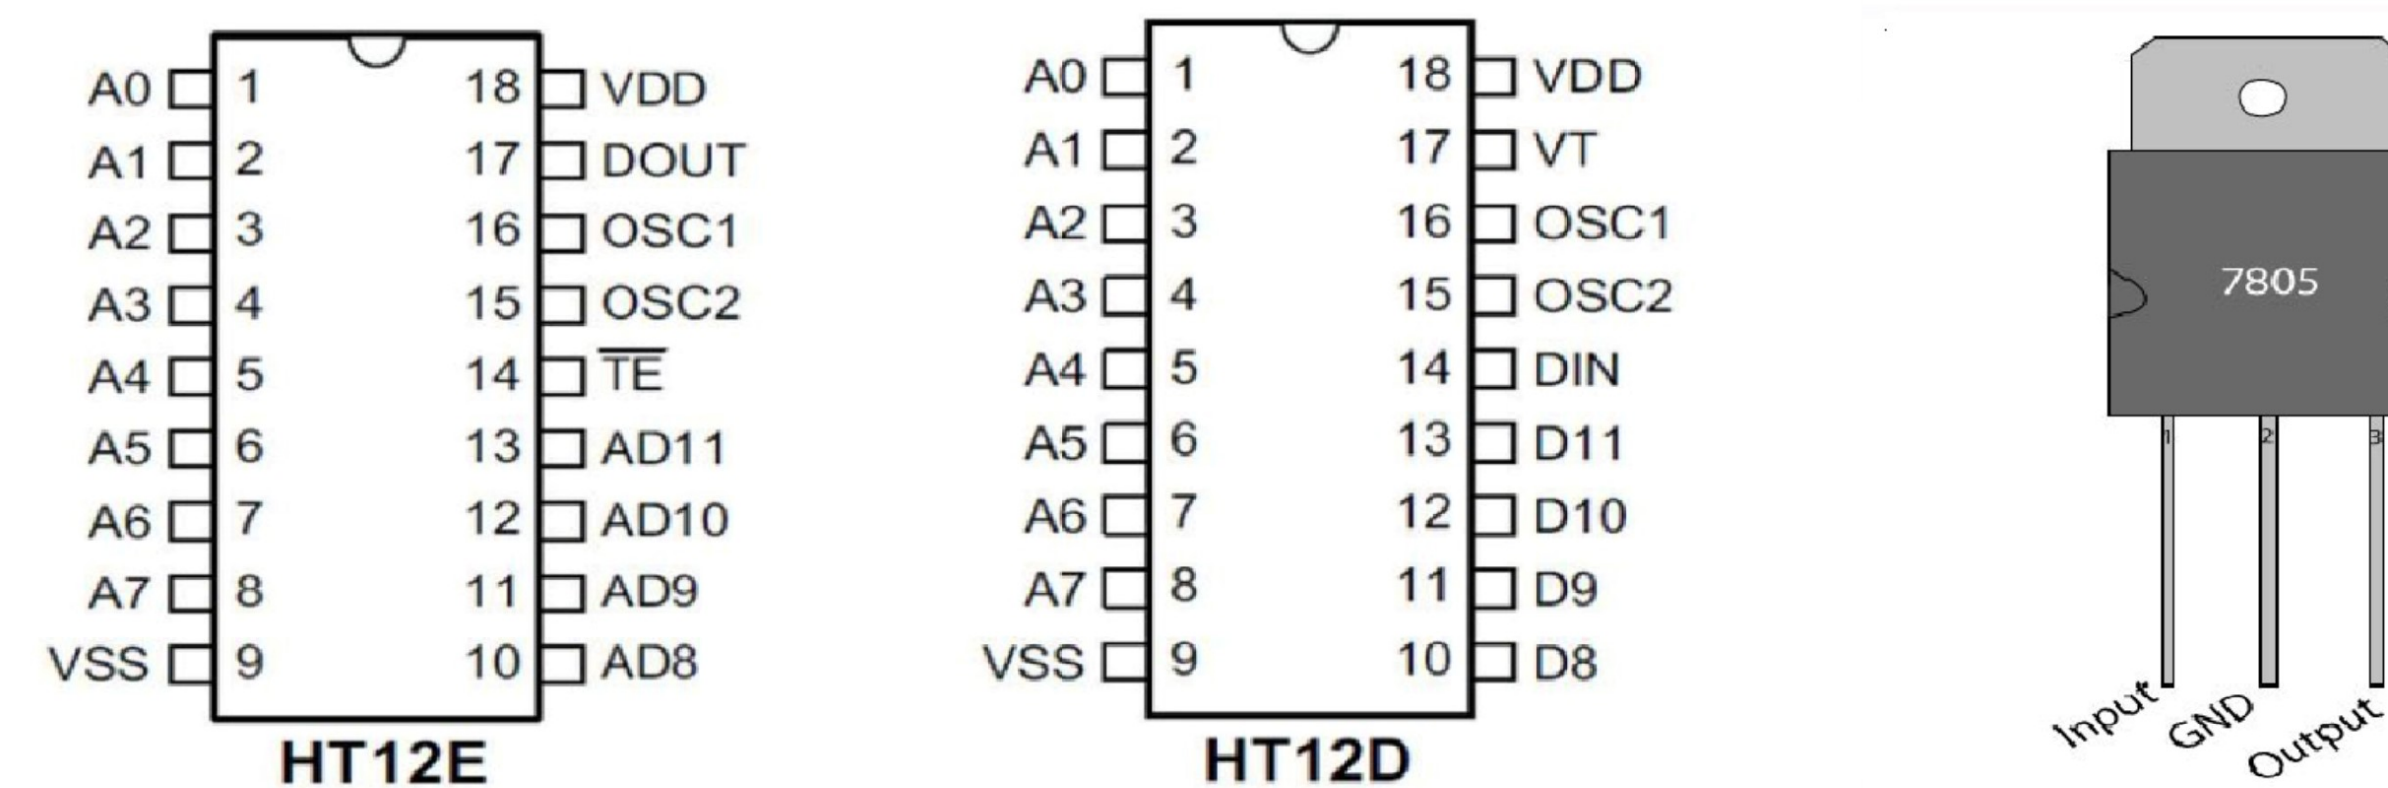 A0 1 18 VDD
A1 2 17 DOUT
A2 3 16 OSC1
A3 4 15 OSC2
A4 5 14 TE
A5 6 13 AD11
A6 7 12 AD10
A7 8 11 AD9
VSS 9 10 AD8
HT12E
A0 1 18 VDD
A1 2 17 VT
A2 3 16 OSC1
A3 4 15 OSC2
A4 5 14 DIN
A5 6 13 D11
A6 7 12 D10
A7 8 11 D9
VSS 9 10 D8
HT12D
7805
1 2 3
Input
GND
Output